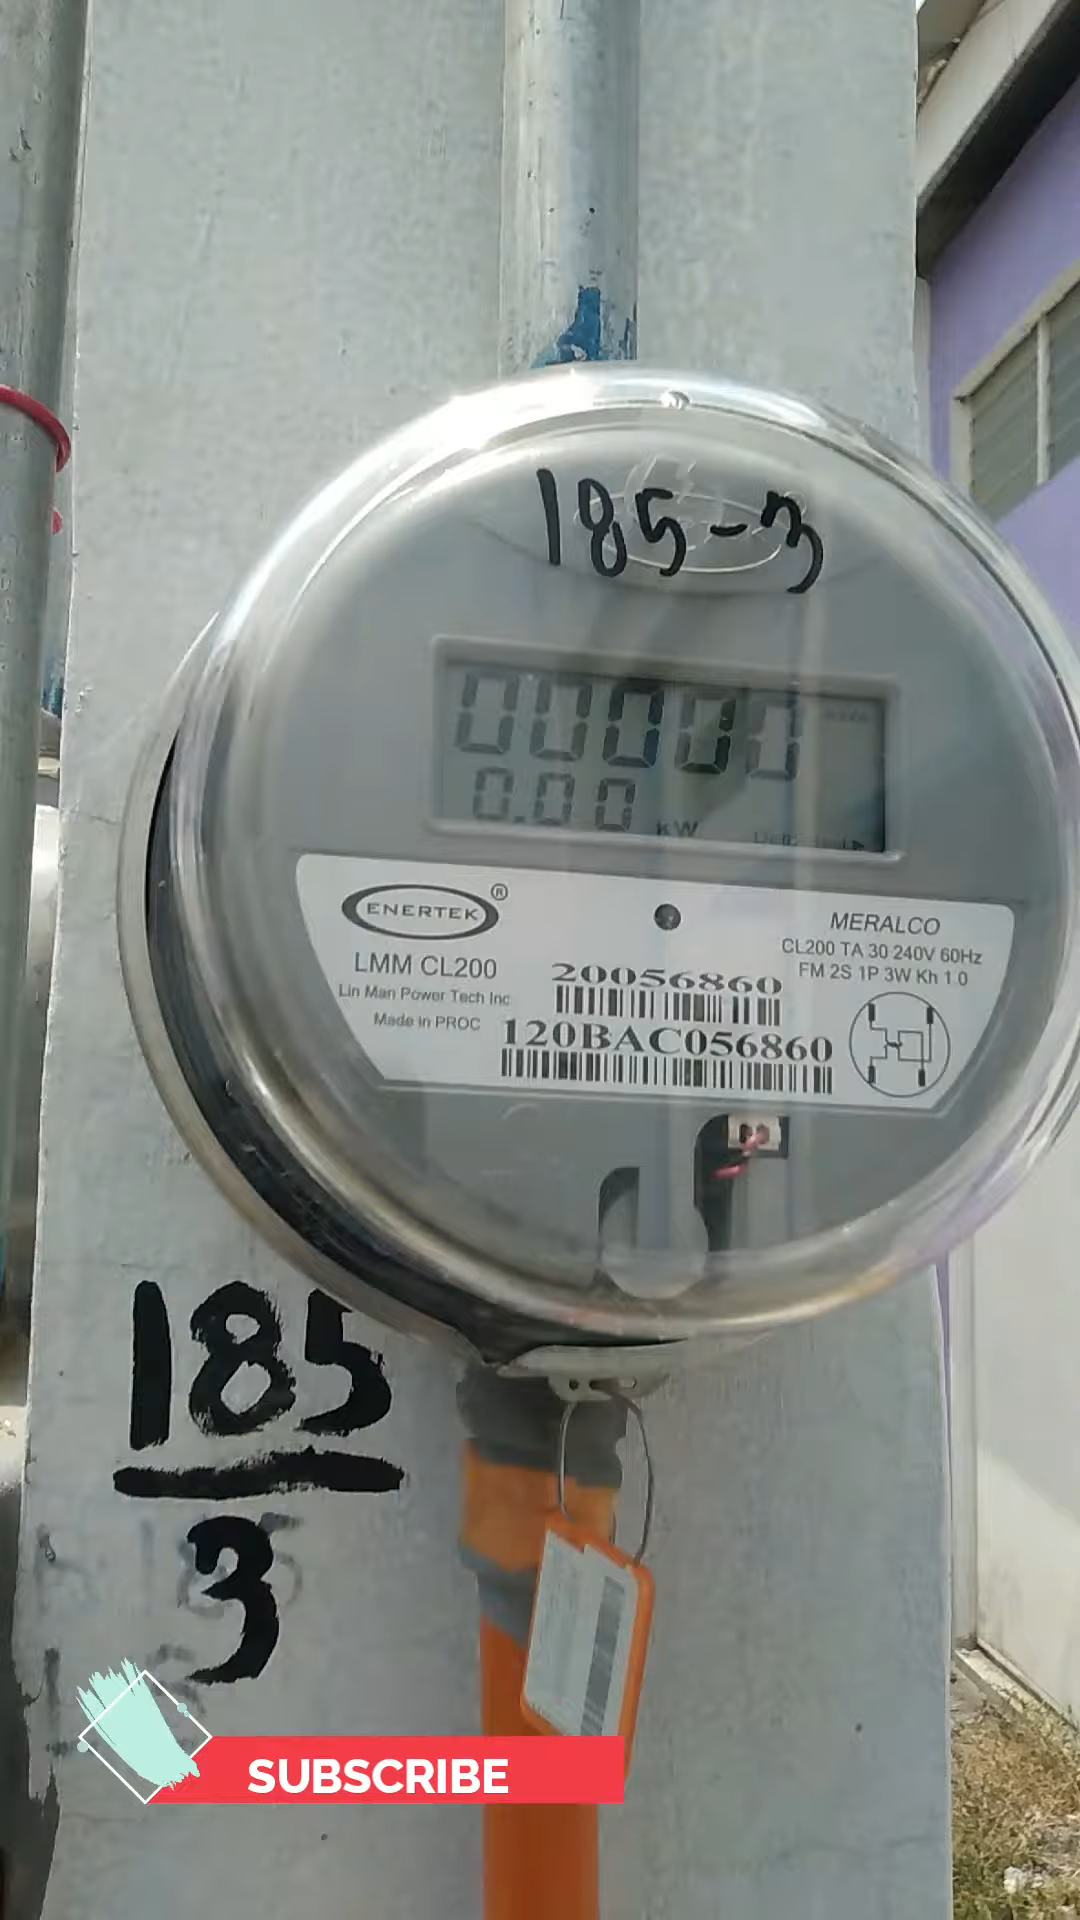 185-3
0.00
kW
ENERTEK®
LMM CL200
Lin Man Power Tech Inc
Made in PROC
MERALCO
CL200 TA 30 240V 60Hz
FM 2S 1P 3W Kh 1.0
20056860
120BAC056860
185
3
SUBSCRIBE